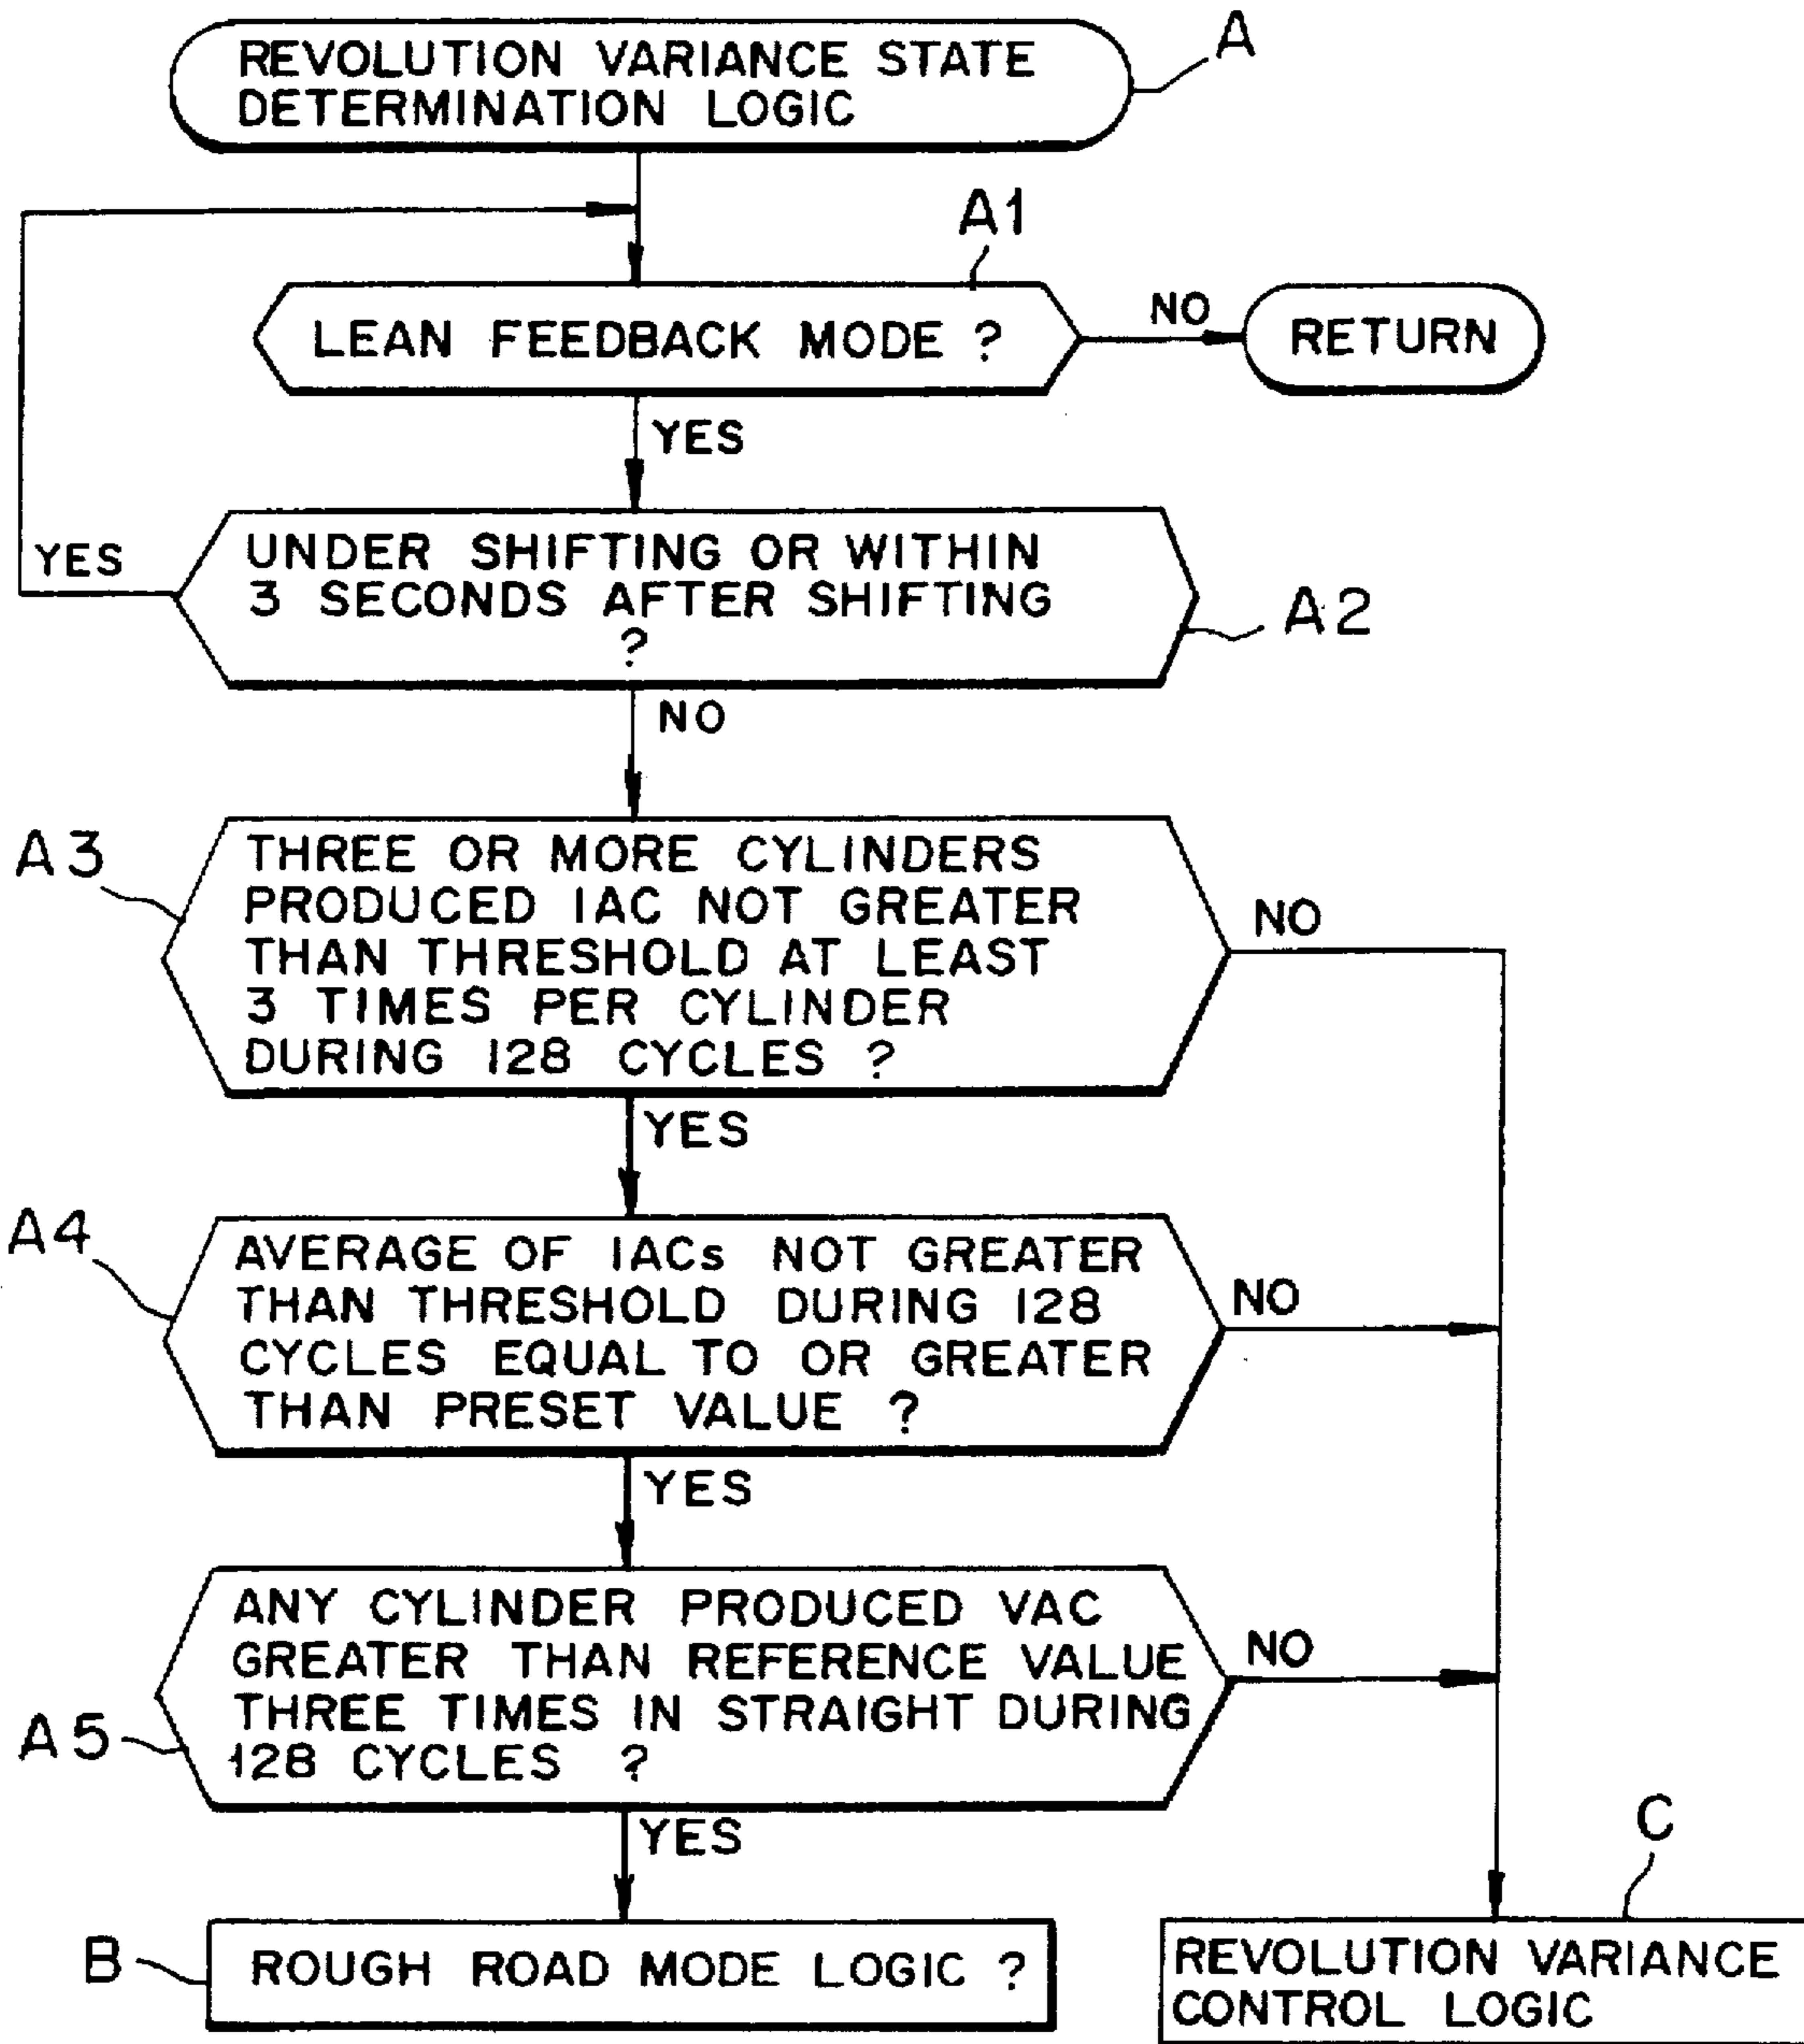 REVOLUTION VARIANCE STATE
DETERMINATION LOGIC
A
A1
LEAN FEEDBACK MODE ?
NO
RETURN
YES
UNDER SHIFTING OR WITHIN
3 SECONDS AFTER SHIFTING
?
YES
A2
NO
A3
THREE OR MORE CYLINDERS
PRODUCED IAC NOT GREATER
THAN THRESHOLD AT LEAST
3 TIMES PER CYLINDER
DURING 128 CYCLES ?
NO
YES
A4
AVERAGE OF IACs NOT GREATER
THAN THRESHOLD DURING 128
CYCLES EQUAL TO OR GREATER
THAN PRESET VALUE ?
NO
YES
A5
ANY CYLINDER PRODUCED VAC
GREATER THAN REFERENCE VALUE
THREE TIMES IN STRAIGHT DURING
128 CYCLES ?
NO
YES
B
ROUGH ROAD MODE LOGIC ?
C
REVOLUTION VARIANCE
CONTROL LOGIC